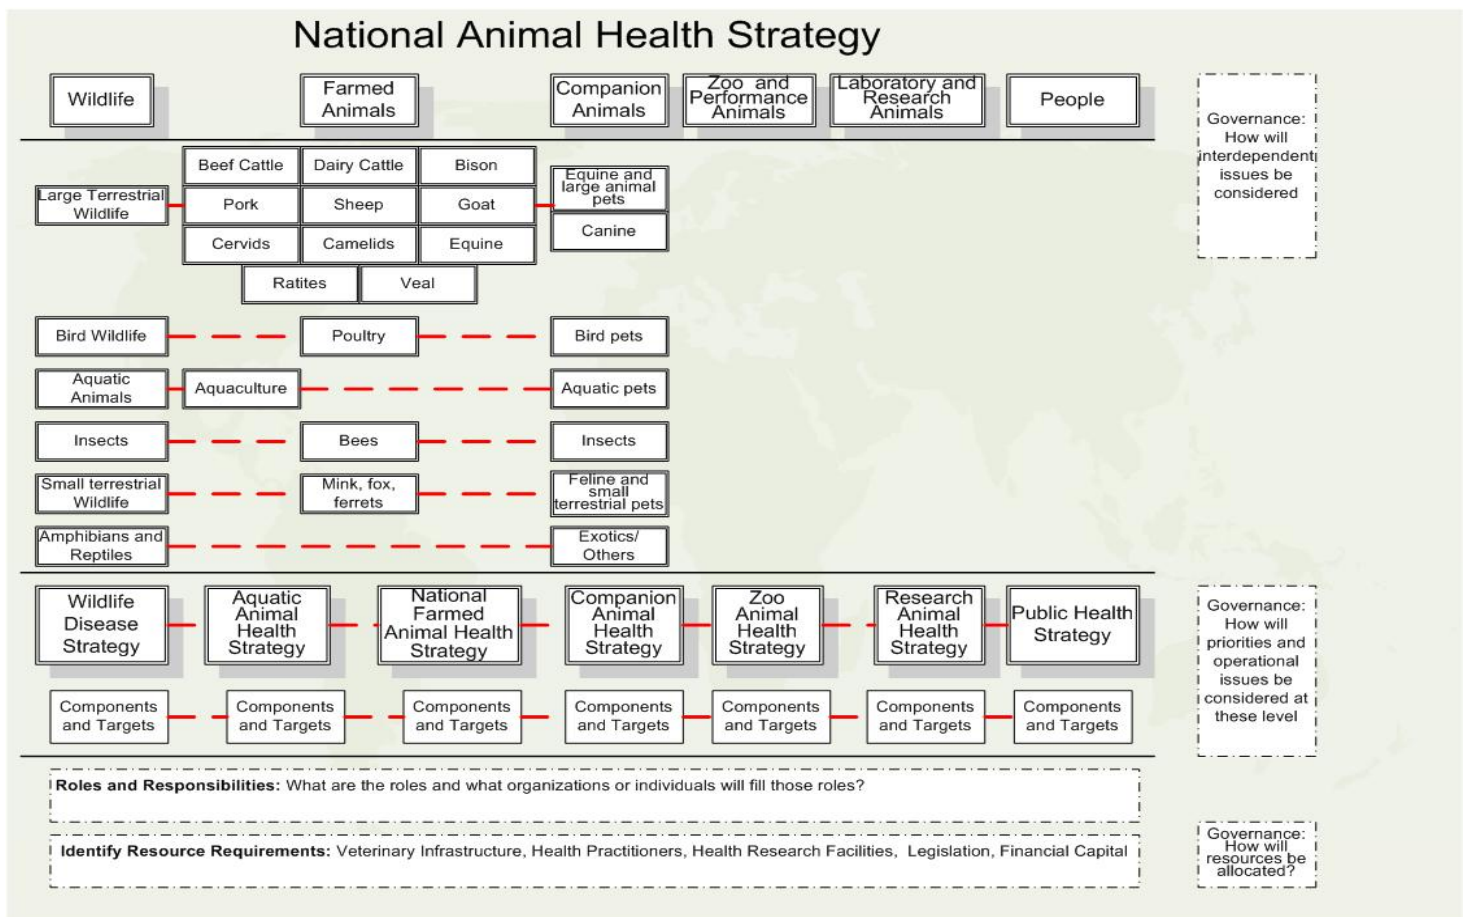 National Animal Health Strategy
Wildlife
Farmed
Animals
Companion
Animals
Zoo and
Performance
Animals
Laboratory and
Research
Animals
People
Governance:
How will
interdependent
issues be
considered
Beef Cattle
Dairy Cattle
Bison
Large Terrestrial
Wildlife
Pork
Sheep
Goat
Equine and
large animal
pets
Canine
Cervids
Camelids
Equine
Ratites
Veal
Bird Wildlife
Poultry
Bird pets
Aquatic
Animals
Aquaculture
Aquatic pets
Insects
Bees
Insects
Small terrestrial
Wildlife
Mink, fox,
ferrets
Feline and
small
terrestrial pets
Amphibians and
Reptiles
Exotics/
Others
Wildlife
Disease
Strategy
Aquatic
Animal
Health
Strategy
National
Farmed
Animal Health
Strategy
Companion
Animal
Health
Strategy
Zoo
Animal
Health
Strategy
Research
Animal
Health
Strategy
Public Health
Strategy
Governance:
How will
priorities and
operational
issues be
considered at
these level
Components
and Targets
Components
and Targets
Components
and Targets
Components
and Targets
Components
and Targets
Components
and Targets
Components
and Targets
Roles and Responsibilities: What are the roles and what organizations or individuals will fill those roles?
Identify Resource Requirements: Veterinary Infrastructure, Health Practitioners, Health Research Facilities, Legislation, Financial Capital
Governance:
How will
resources be
allocated?